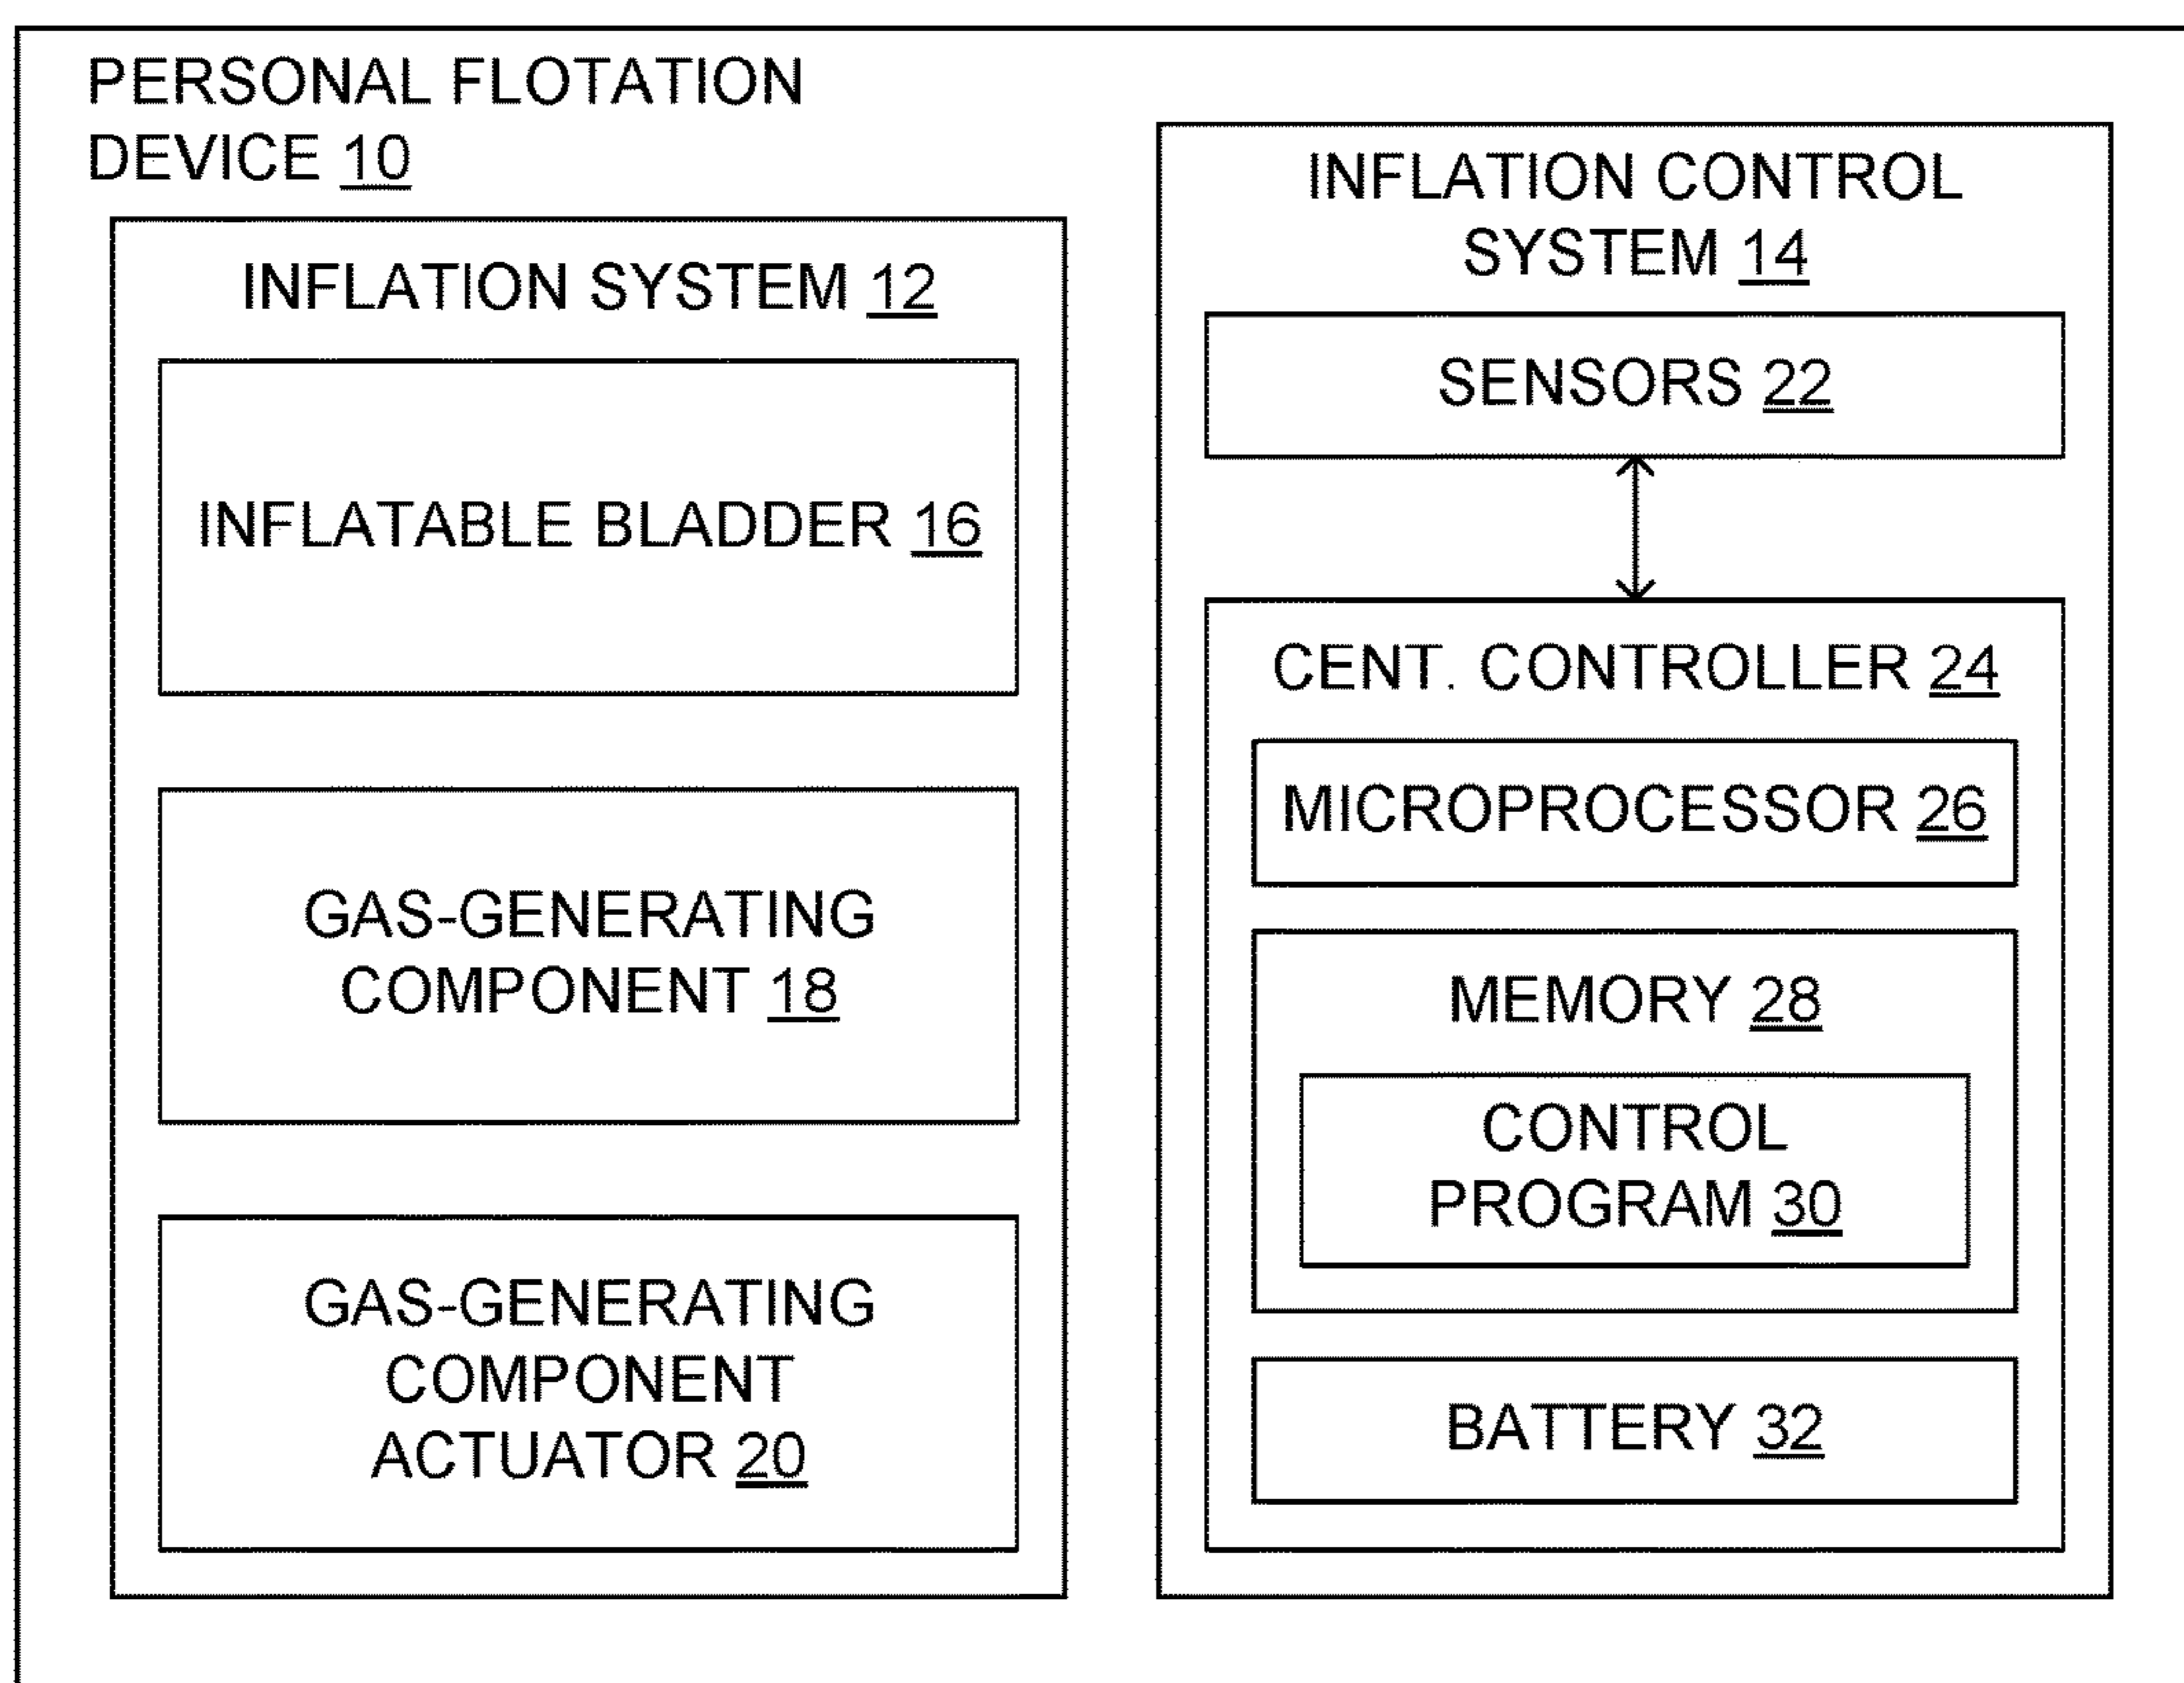 PERSONAL FLOTATION
DEVICE 10
INFLATION SYSTEM 12
INFLATABLE BLADDER 16
GAS-GENERATING
COMPONENT 18
GAS-GENERATING
COMPONENT
ACTUATOR 20
INFLATION CONTROL
SYSTEM 14
SENSORS 22
CENT. CONTROLLER 24
MICROPROCESSOR 26
MEMORY 28
CONTROL
PROGRAM 30
BATTERY 32